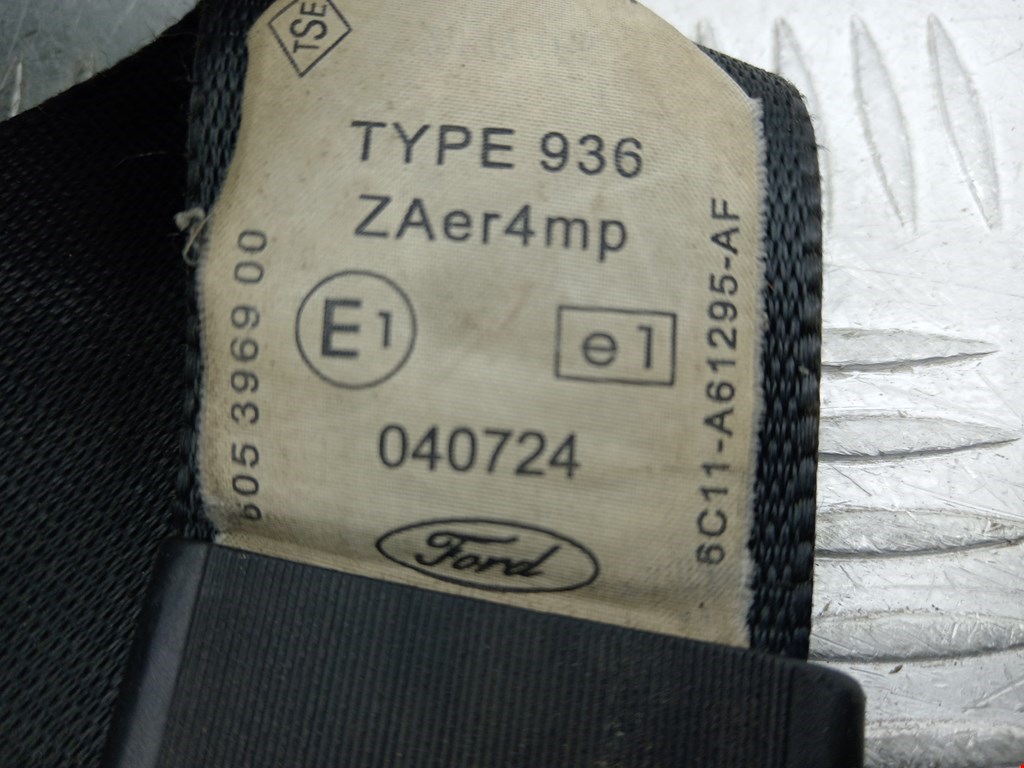 TSE
TYPE 936
ZAer4mp
E1
e1
040724
Ford
605 3969 00
6C11-A61295-AF